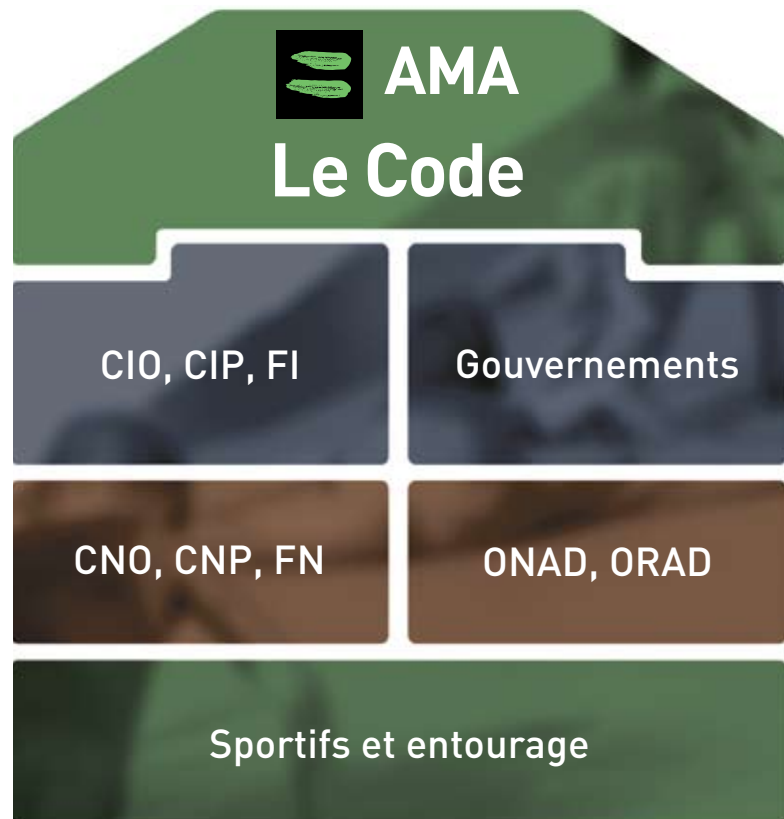 AMA
Le Code
CIO, CIP, FI
Gouvernements
CNO, CNP, FN
ONAD, ORAD
Sportifs et entourage